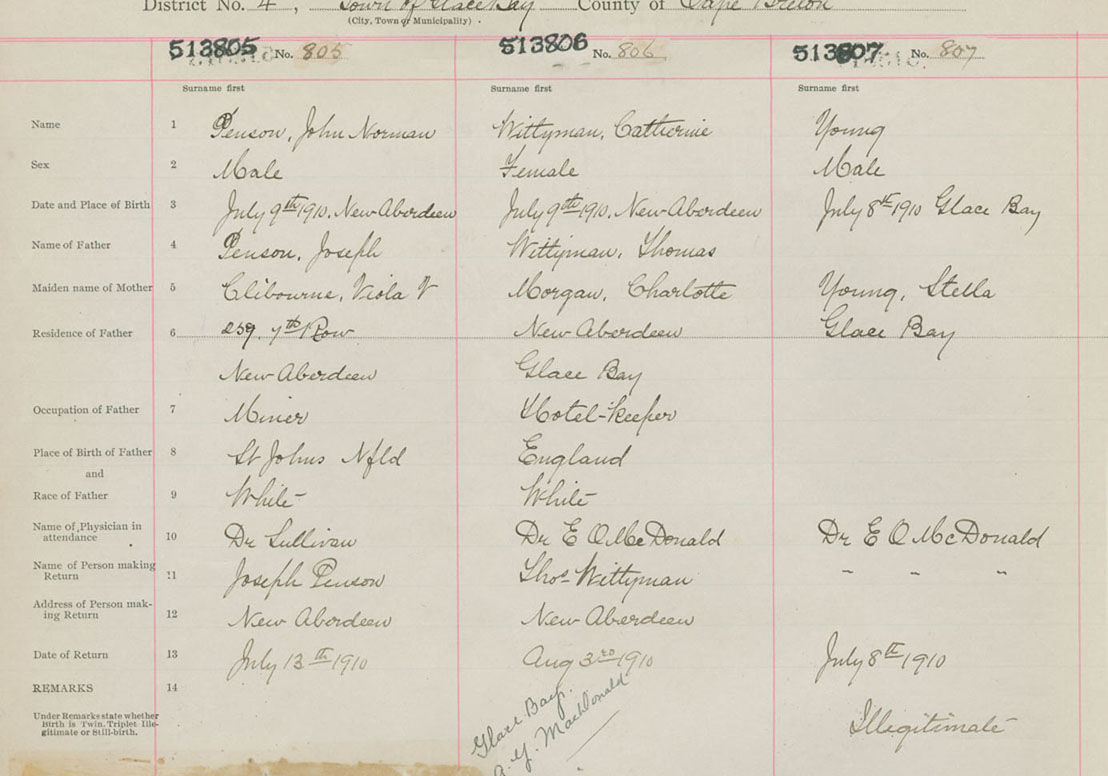 District No. 4, Town of Glace Bay County of Cape Breton
(City, Town or Municipality)
513805 No. 805 513806 No. 806 513807 No. 807
Surname first Surname first Surname first
Name 1 Penson, John Norman Wittyman, Catherine Young
Sex 2 Male Female Male
Date and Place of Birth 3 July 9th 1910, New Aberdeen July 9th 1910, New Aberdeen July 8th 1910 Glace Bay
Name of Father 4 Penson, Joseph Wittyman, Thomas
Maiden name of Mother 5 Clibourne, Viola V Morgan, Charlotte Young, Stella
Residence of Father 6 259, 7th Row New Aberdeen Glace Bay
New Aberdeen Glace Bay
Occupation of Father 7 Miner Hotel-keeper
Place of Birth of Father 8 St Johns Nfld England
and
Race of Father 9 White White
Name of Physician in
attendance 10 Dr Sullivan Dr E O McDonald Dr E O McDonald
Name of Person making
Return 11 Joseph Penson Thos Wittyman " " "
Address of Person mak-
ing Return 12 New Aberdeen New Aberdeen
Date of Return 13 July 13th 1910 Aug 3rd 1910 July 8th 1910
REMARKS 14
Under Remarks state whether
Birth is Twin, Triplet Ille-
gitimate or Still-birth. Illegitimate
Glace Bay.
MacDonald